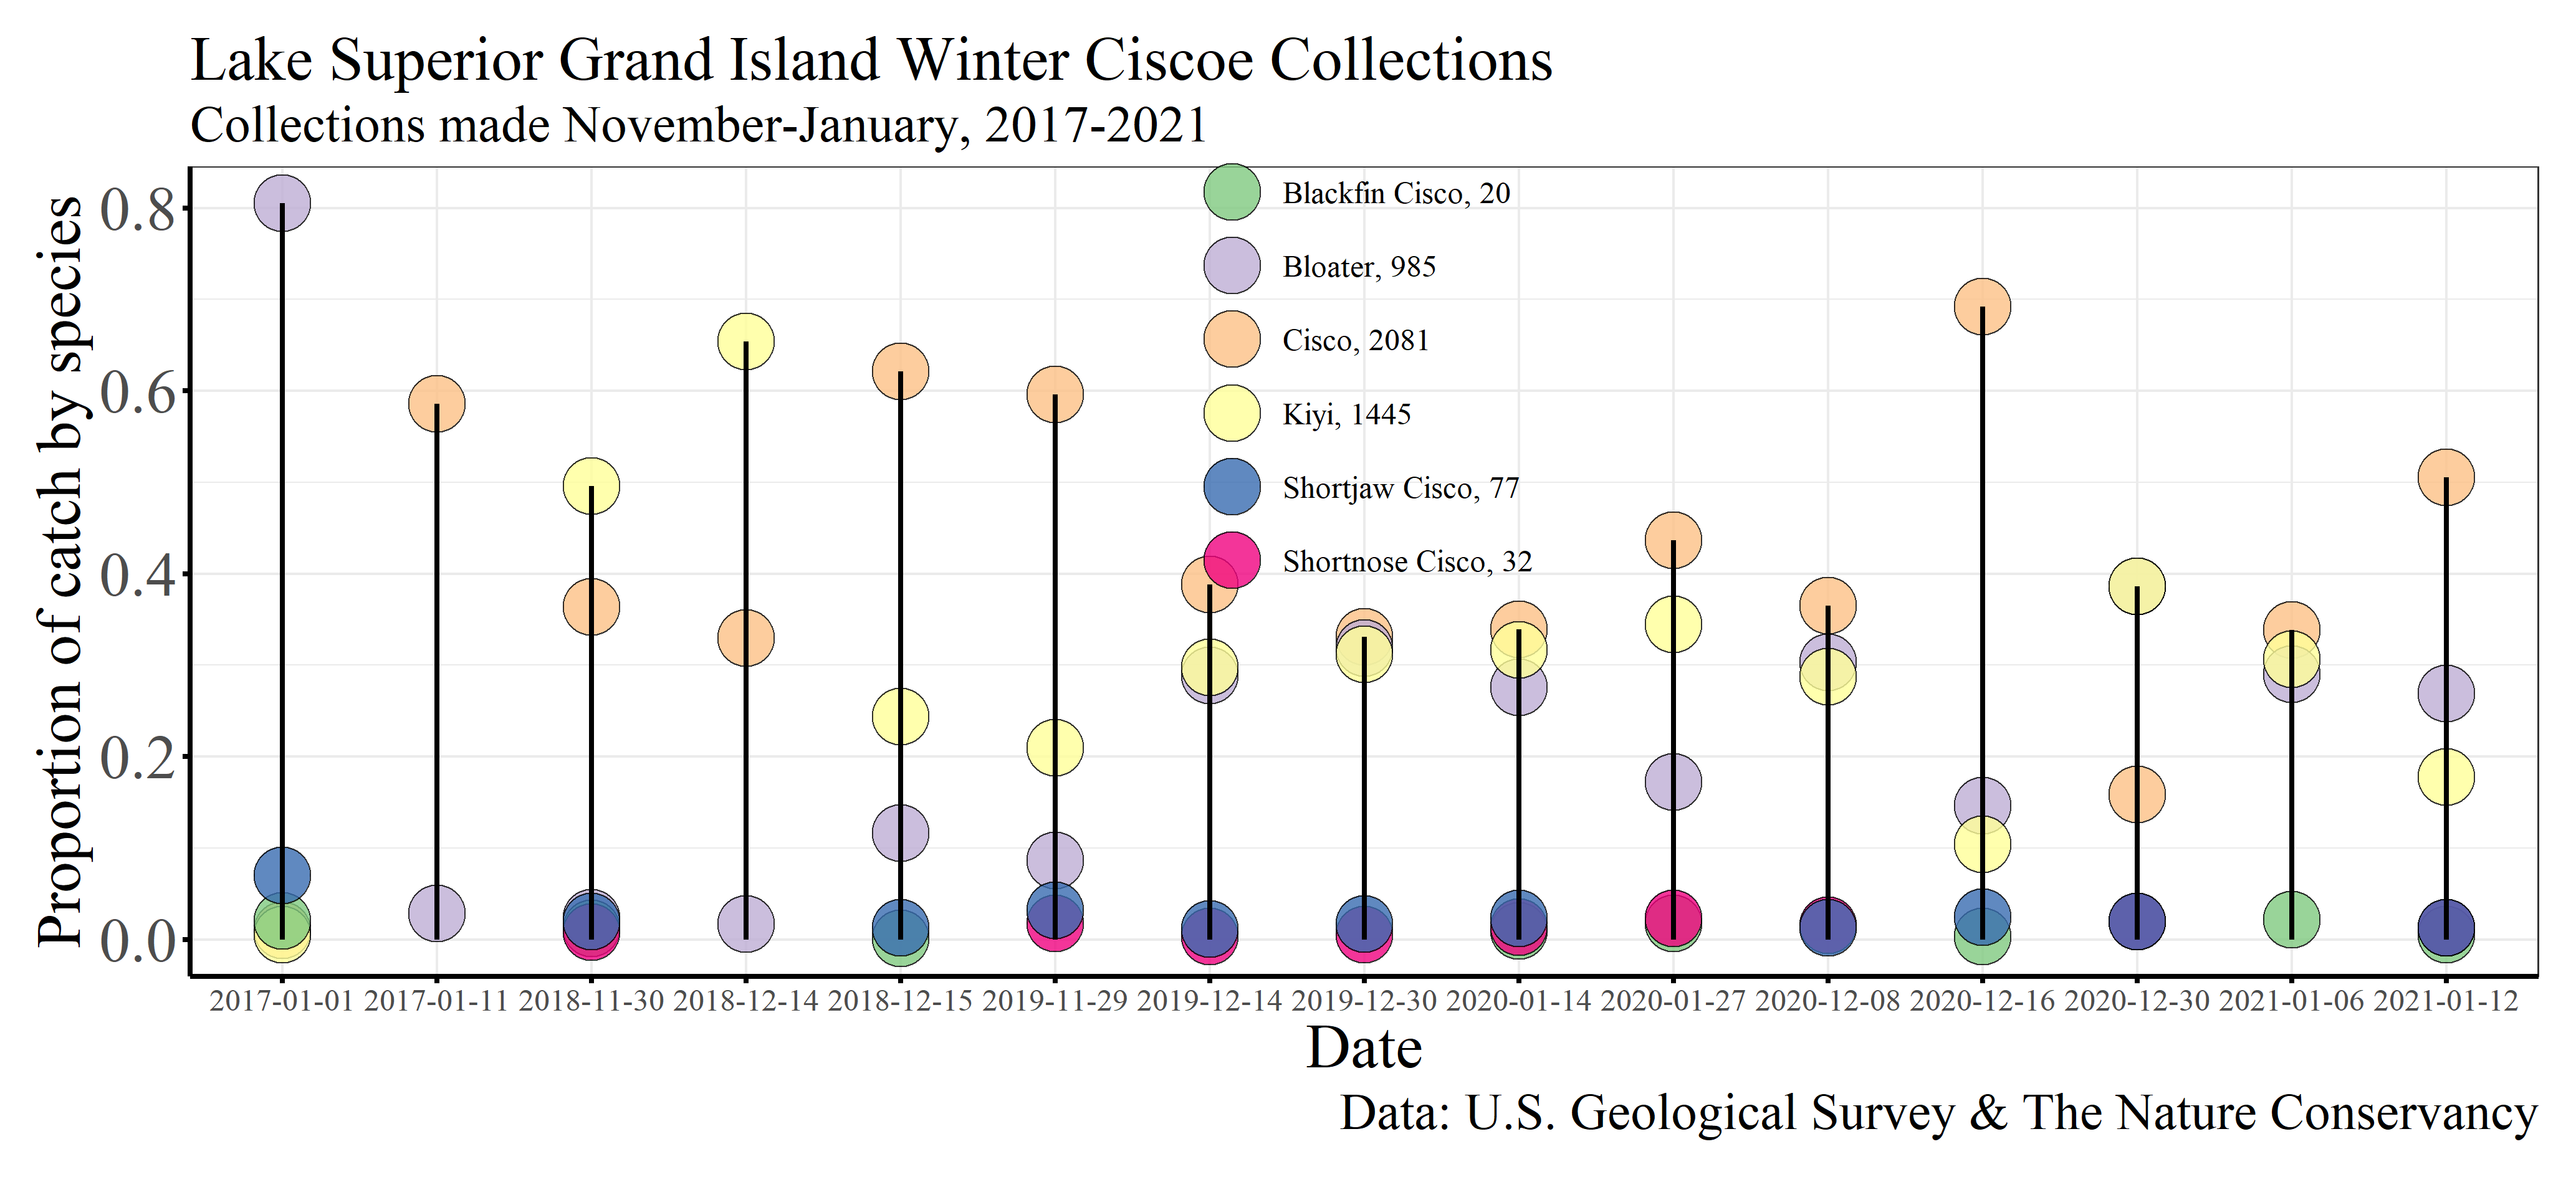 Lake Superior Grand Island Winter Ciscoe Collections
Collections made November-January, 2017-2021
Proportion of catch by species
0.8
0.6
0.4
0.2
0.0
Blackfin Cisco, 20
Bloater, 985
Cisco, 2081
Kiyi, 1445
Shortjaw Cisco, 77
Shortnose Cisco, 32
2017-01-01 2017-01-11 2018-11-30 2018-12-14 2018-12-15 2019-11-29 2019-12-14 2019-12-30 2020-01-14 2020-01-27 2020-12-08 2020-12-16 2020-12-30 2021-01-06 2021-01-12
Date
Data: U.S. Geological Survey & The Nature Conservancy